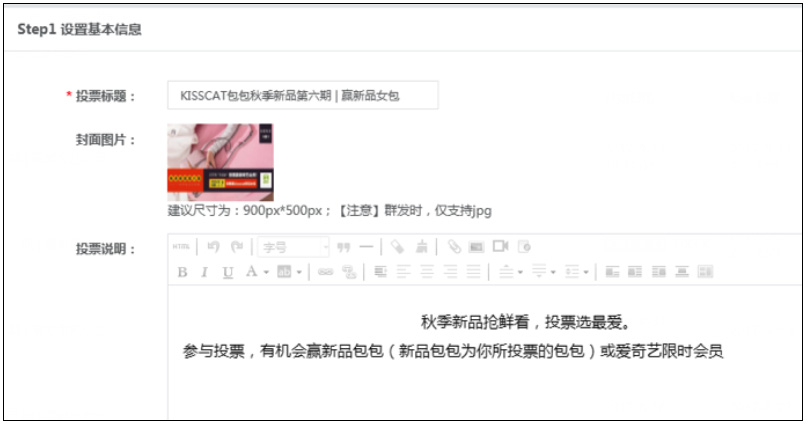 Step1 设置基本信息
* 投票标题：
KISSCAT包包秋季新品第六期 | 赢新品女包
封面图片：
建议尺寸为：900px*500px；【注意】群发时，仅支持jpg
投票说明：
HTML
字号
B I U A ab
秋季新品抢鲜看，投票选最爱。
参与投票，有机会赢新品包包（新品包包为你所投票的包包）或爱奇艺限时会员